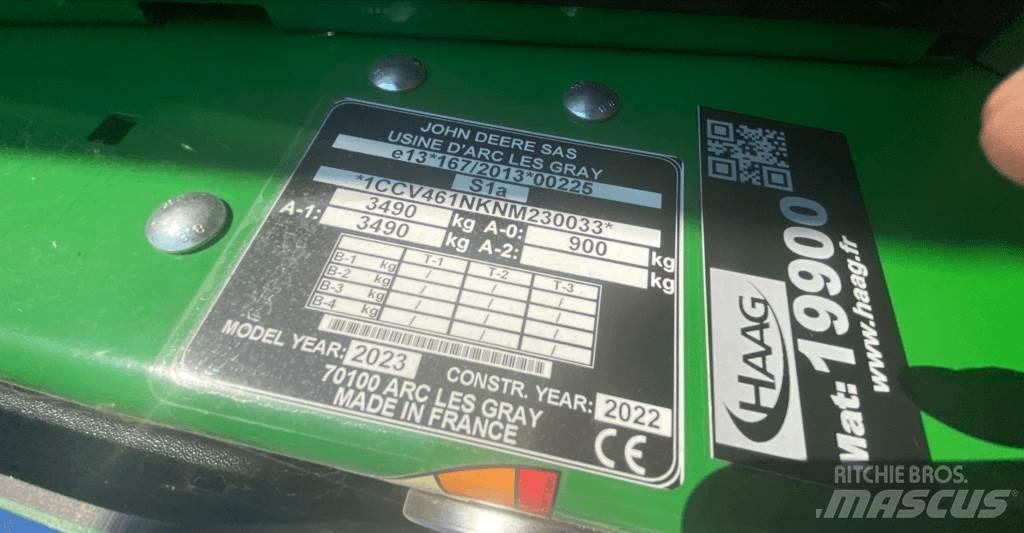 JOHN DEERE SAS
USINE D'ARC LES GRAY
e13*167/2013*00225
S1a
*1CCV461NKNM230033*
3490 kg A-0: 900 kg
A-1: 3490 kg A-2: kg
B-1 kg T-1 T-2 T-3
B-2 kg / / /
B-3 kg / / /
B-4 kg / / /
MODEL YEAR: 2023 CONSTR. YEAR: 2022
70100 ARC LES GRAY
MADE IN FRANCE
CE
HAAG
Mat: 19900
www.haag.fr
RITCHIE BROS.
MASCUS